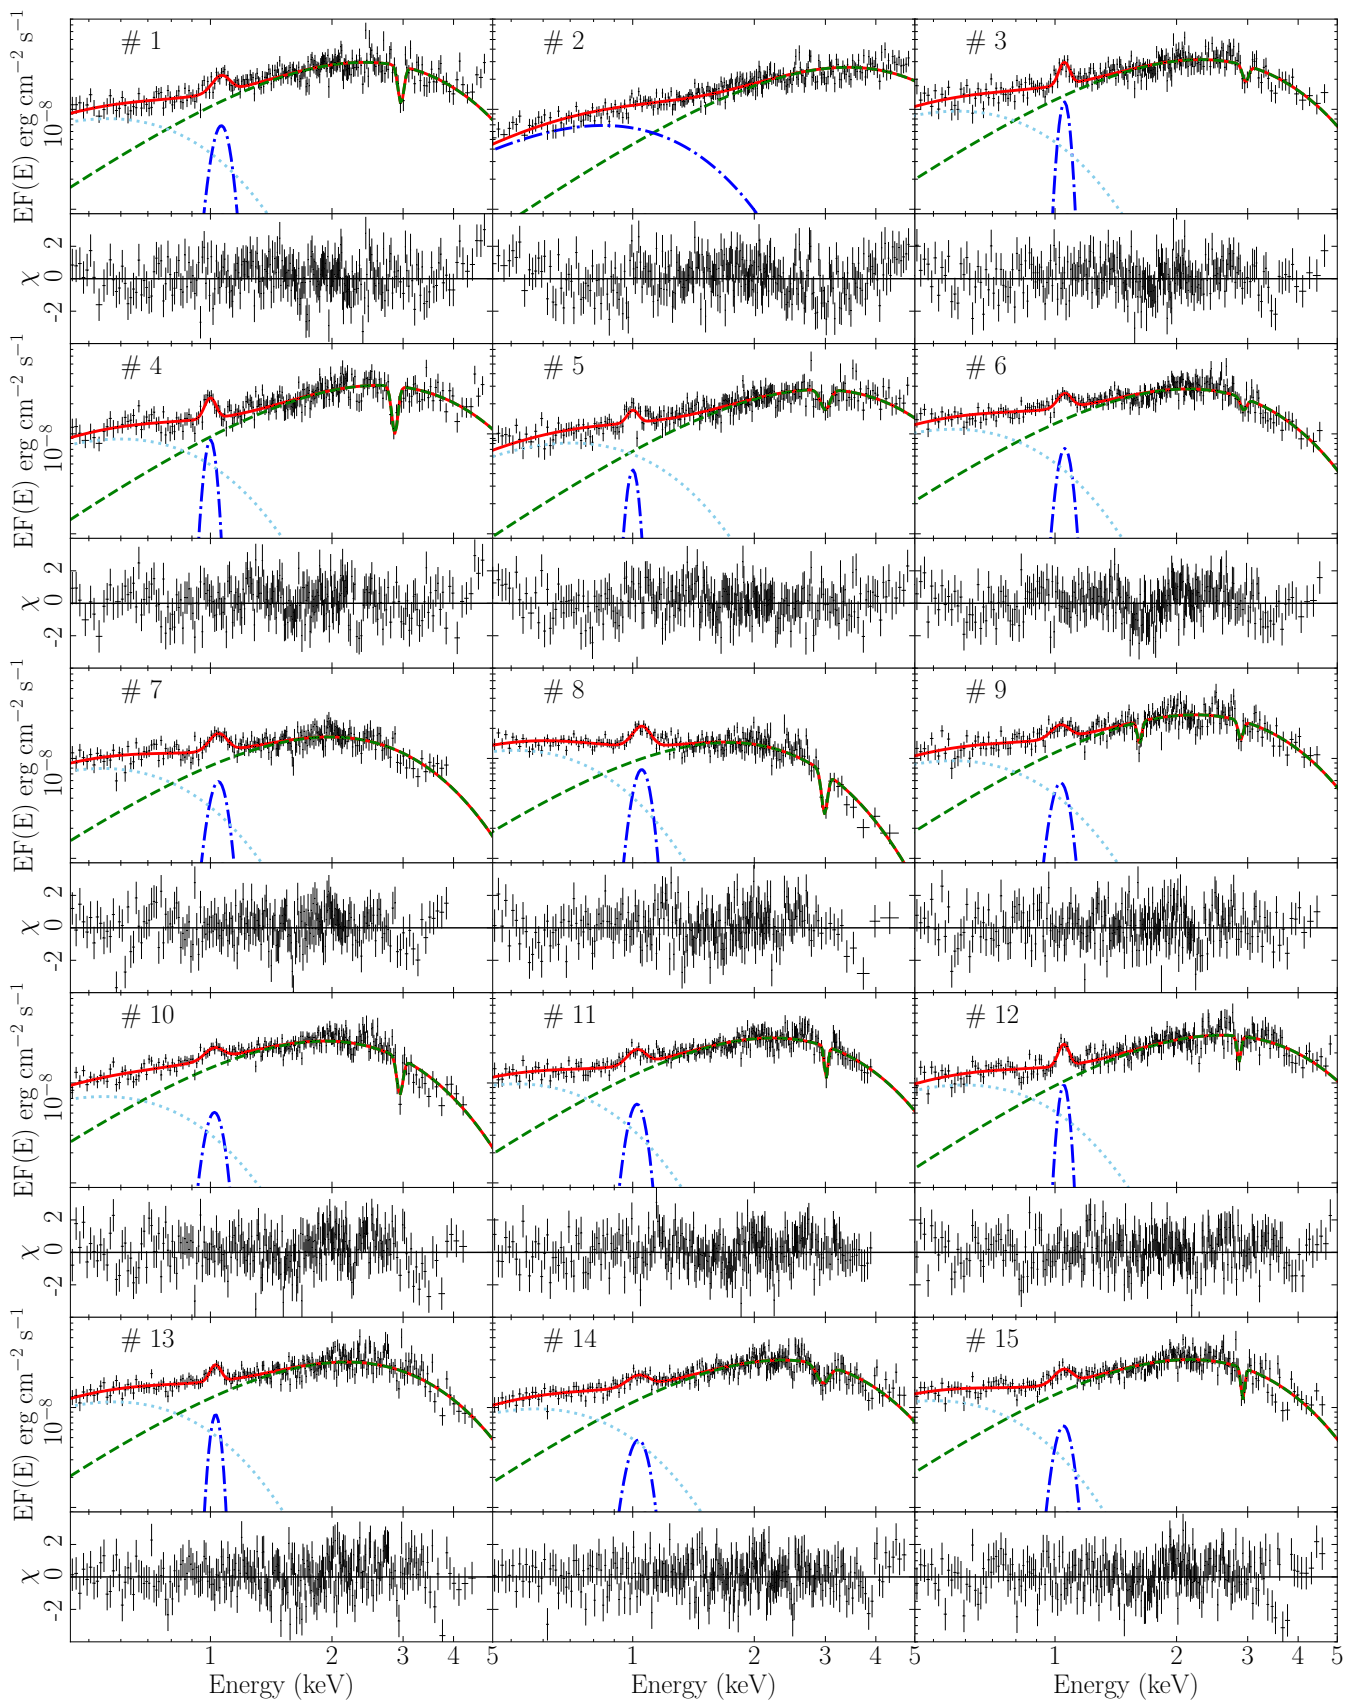 # 1 # 2 # 3
EF(E) erg cm⁻² s⁻¹
10⁻⁸
2
0
-2
χ
# 4 # 5 # 6
EF(E) erg cm⁻² s⁻¹
10⁻⁸
2
0
-2
χ
# 7 # 8 # 9
EF(E) erg cm⁻² s⁻¹
10⁻⁸
2
0
-2
χ
# 10 # 11 # 12
EF(E) erg cm⁻² s⁻¹
10⁻⁸
2
0
-2
χ
# 13 # 14 # 15
EF(E) erg cm⁻² s⁻¹
10⁻⁸
2
0
-2
χ
1 2 3 4 5 1 2 3 4 5 1 2 3 4 5
Energy (keV) Energy (keV) Energy (keV)